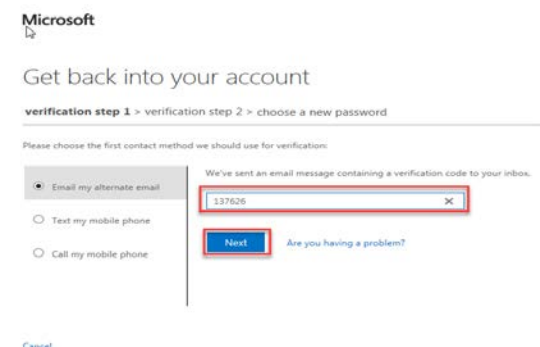 Microsoft
Get back into your account
verification step 1 > verification step 2 > choose a new password
Please choose the first contact method we should use for verification:
Email my alternate email
Text my mobile phone
Call my mobile phone
We've sent an email message containing a verification code to your inbox.
137626
Next
Are you having a problem?
Cancel